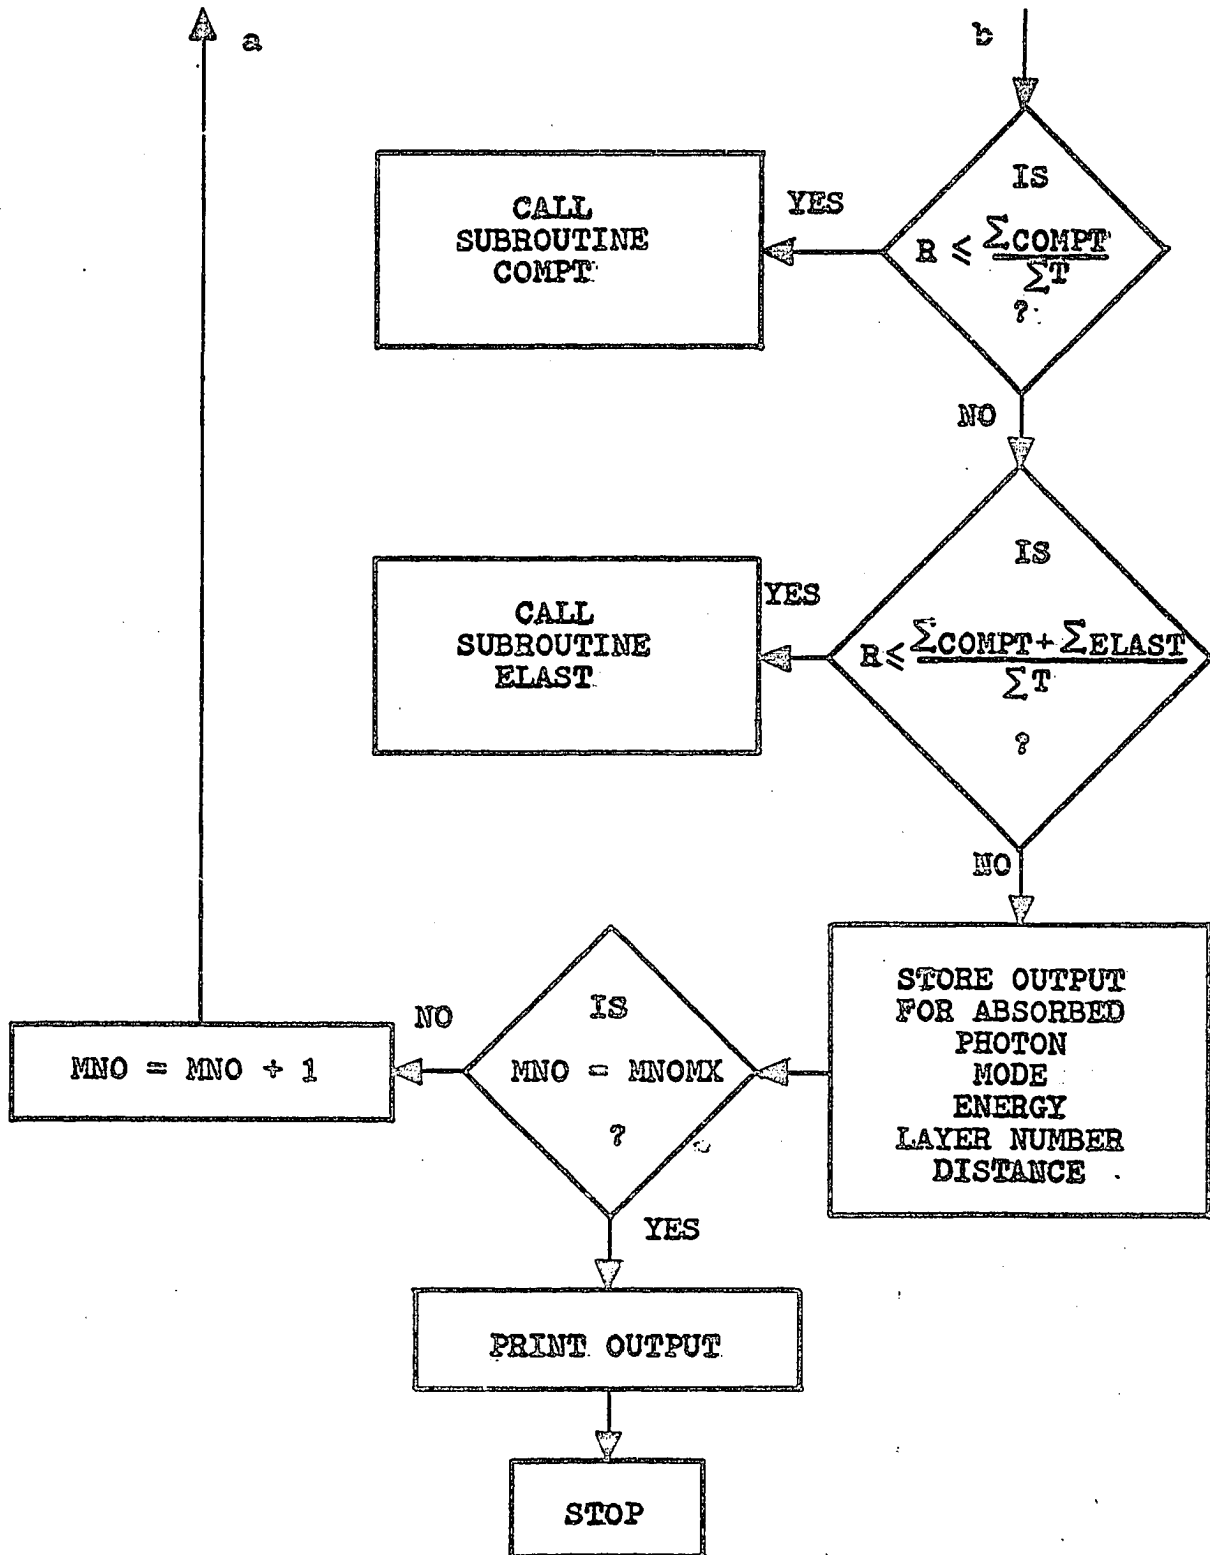 a
b
IS
R ≤ ΣCOMPT
ΣT
?
YES
CALL
SUBROUTINE
COMPT
NO
IS
R ≤ ΣCOMPT + ΣELAST
ΣT
?
YES
CALL
SUBROUTINE
ELAST
NO
STORE OUTPUT
FOR ABSORBED
PHOTON
MODE
ENERGY
LAYER NUMBER
DISTANCE
IS
MNO = MNOMX
?
NO
MNO = MNO + 1
YES
PRINT OUTPUT
STOP